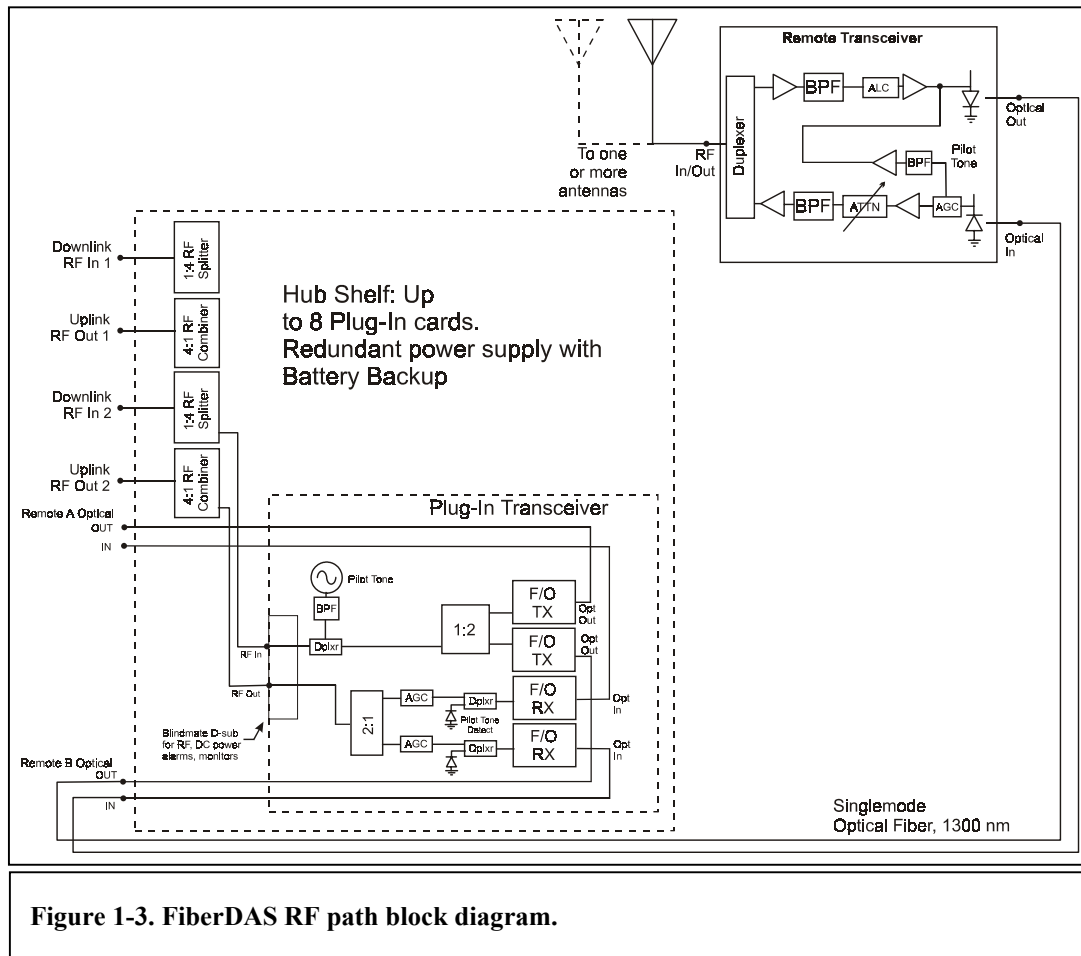 Remote Transceiver
BPF
ALC
Optical
Out
Duplexer
Pilot
Tone
BPF
To one
or more
antennas
RF
In/Out
BPF
ATTN
AGC
Optical
In
Downlink
RF In 1
1:4 RF
Splitter
Uplink
RF Out 1
4:1 RF
Combiner
Downlink
RF In 2
1:4 RF
Splitter
Uplink
RF Out 2
4:1 RF
Combiner
Hub Shelf: Up
to 8 Plug-In cards.
Redundant power supply with
Battery Backup
Remote A Optical
OUT
IN
Plug-In Transceiver
Pilot Tone
BPF
RF In
Dplxr
1:2
F/O
TX
Opt
Out
F/O
TX
Opt
Out
RF Out
2:1
AGC
Dplxr
Pilot Tone
Detect
F/O
RX
Opt
In
AGC
Dplxr
F/O
RX
Opt
In
Blindmate D-sub
for RF, DC power
alarms, monitors
Remote B Optical
OUT
IN
Singlemode
Optical Fiber, 1300 nm
Figure 1-3. FiberDAS RF path block diagram.